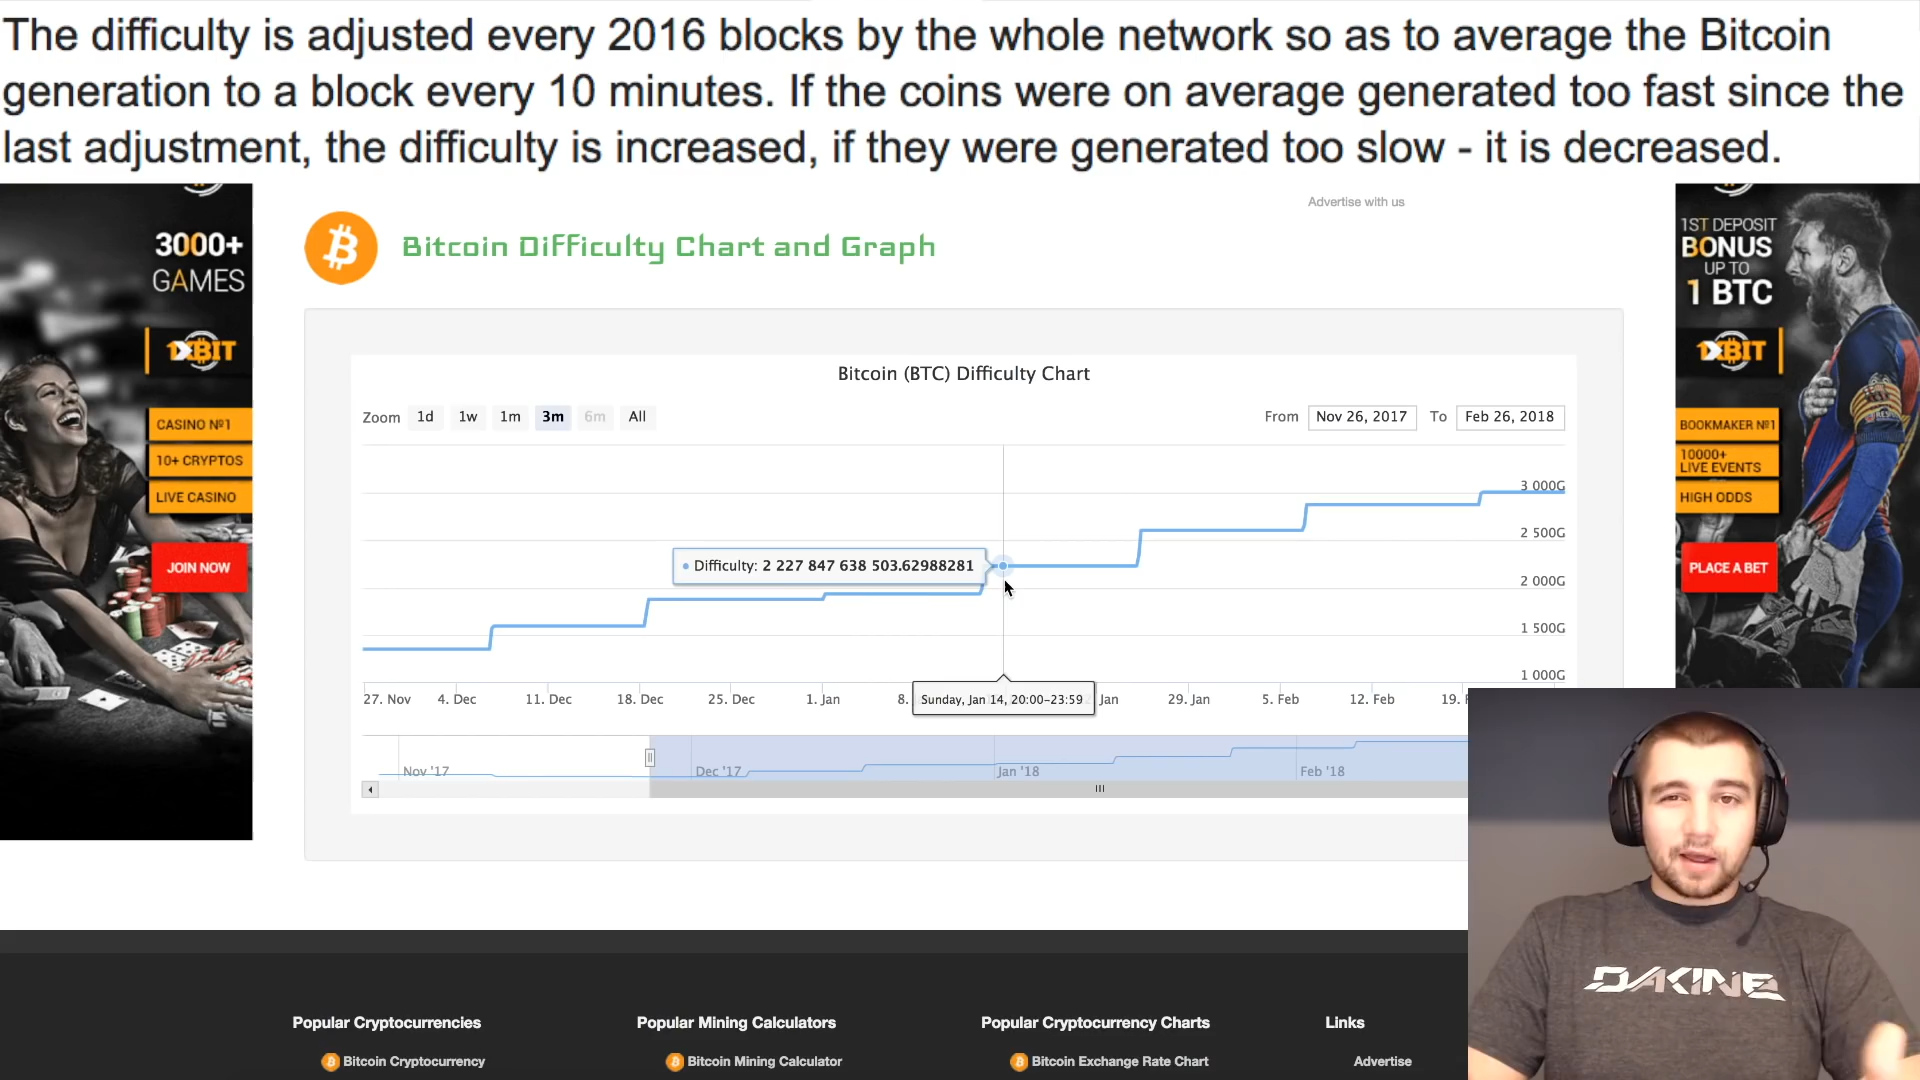 The difficulty is adjusted every 2016 blocks by the whole network so as to average the Bitcoin
generation to a block every 10 minutes. If the coins were on average generated too fast since the
last adjustment, the difficulty is increased, if they were generated too slow - it is decreased.
Advertise with us
3000+
GAMES
1XBIT
CASINO №1
10+ CRYPTOS
LIVE CASINO
JOIN NOW
Bitcoin Difficulty Chart and Graph
Bitcoin (BTC) Difficulty Chart
Zoom 1d 1w 1m 3m 6m All
From Nov 26, 2017 To Feb 26, 2018
3 000G
2 500G
2 000G
1 500G
1 000G
Difficulty: 2 227 847 638 503.62988281
27. Nov 4. Dec 11. Dec 18. Dec 25. Dec 1. Jan 8. Jan 29. Jan 5. Feb 12. Feb 19.
Sunday, Jan 14, 20:00-23:59
Nov '17 Dec '17 Jan '18 Feb '18
1ST DEPOSIT
BONUS
UP TO
1 BTC
1XBIT
BOOKMAKER №1
10000+
LIVE EVENTS
HIGH ODDS
PLACE A BET
DAKINE
Popular Cryptocurrencies Popular Mining Calculators Popular Cryptocurrency Charts Links
Bitcoin Cryptocurrency Bitcoin Mining Calculator Bitcoin Exchange Rate Chart Advertise